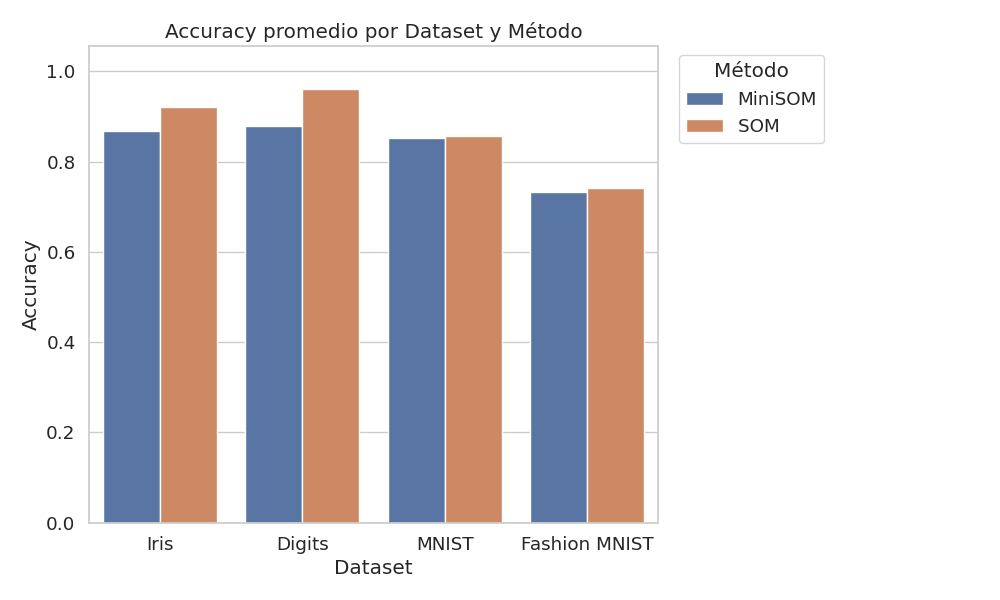 Accuracy promedio por Dataset y Método
Método
MiniSOM
SOM
Accuracy
1.0
0.8
0.6
0.4
0.2
0.0
Iris
Digits
MNIST
Fashion MNIST
Dataset